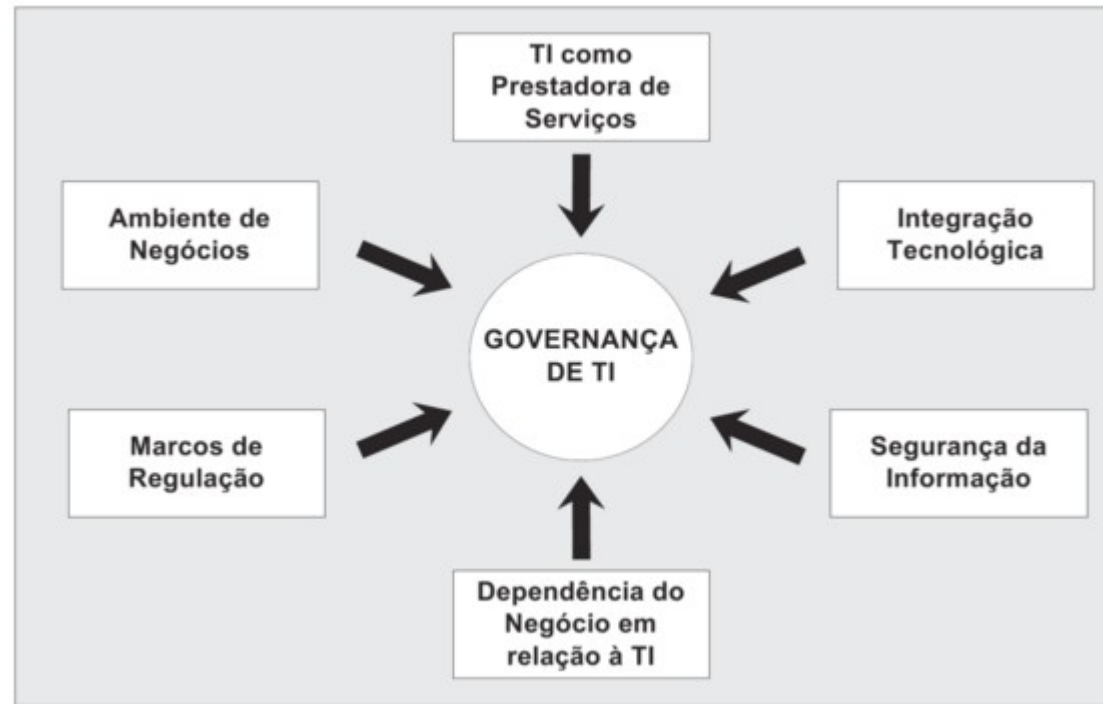 TI como
Prestadora de
Serviços
Ambiente de
Negócios
Integração
Tecnológica
GOVERNANÇA
DE TI
Marcos de
Regulação
Segurança da
Informação
Dependência do
Negócio em
relação à TI